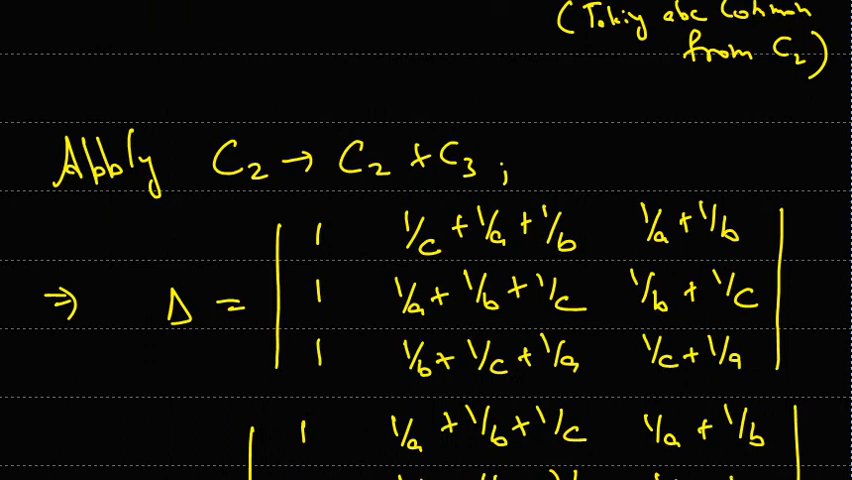 (Takiy abc Common
from C₂)
Apply C₂ → C₂ + C₃ ;
⇒ Δ = | 1 1/c + 1/a + 1/b 1/a + 1/b |
| 1 1/a + 1/b + 1/c 1/b + 1/c |
| 1 1/b + 1/c + 1/a 1/c + 1/a |
| 1 1/a + 1/b + 1/c 1/a + 1/b |